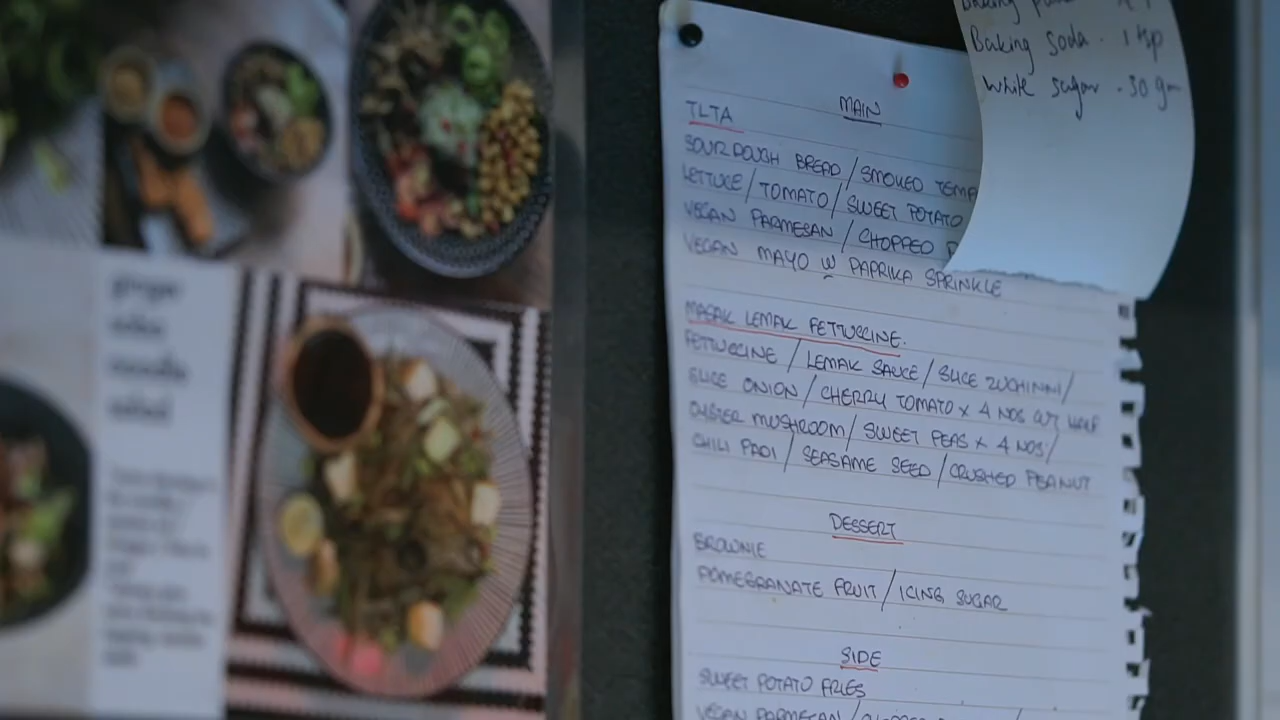 Baking Soda . 1 tsp
White sugar . 30 gm
MAIN
TLTA
SOURDOUGH BREAD / SMOKED TEMP
LETTUCE / TOMATO / SWEET POTATO
VEGAN PARMESAN / CHOPPED
VEGAN MAYO W PAPRIKA SPRINKLE
MASAK LEMAK FETTUCCINE.
FETTUCCINE / LEMAK SAUCE / SLICE ZUCHINNI /
SLICE ONION / CHERRY TOMATO x 4 NOS CUT HALF
OYSTER MUSHROOM / SWEET PEAS x 4 NOS /
CHILI PADI / SEASAME SEED / CRUSHED PEANUT
DESSERT
BROWNIE
POMEGRANATE FRUIT / ICING SUGAR
SIDE
SWEET POTATO FRIES
VEGAN PARMESAN /